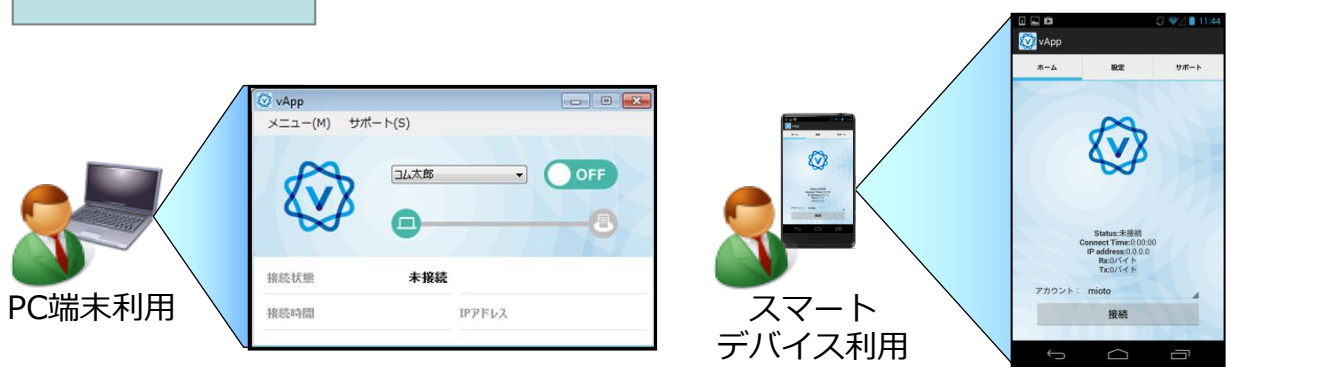 vApp
メニュー(M) サポート(S)
コム太郎
OFF
接続状態 未接続
接続時間 IPアドレス
PC端末利用
スマート
デバイス利用
11:44
vApp
ホーム 設定 サポート
Status:未接続
Connect Time:0:00:00
IP address:0.0.0.0
Rx:0バイト
Tx:0バイト
アカウント： mioto
接続